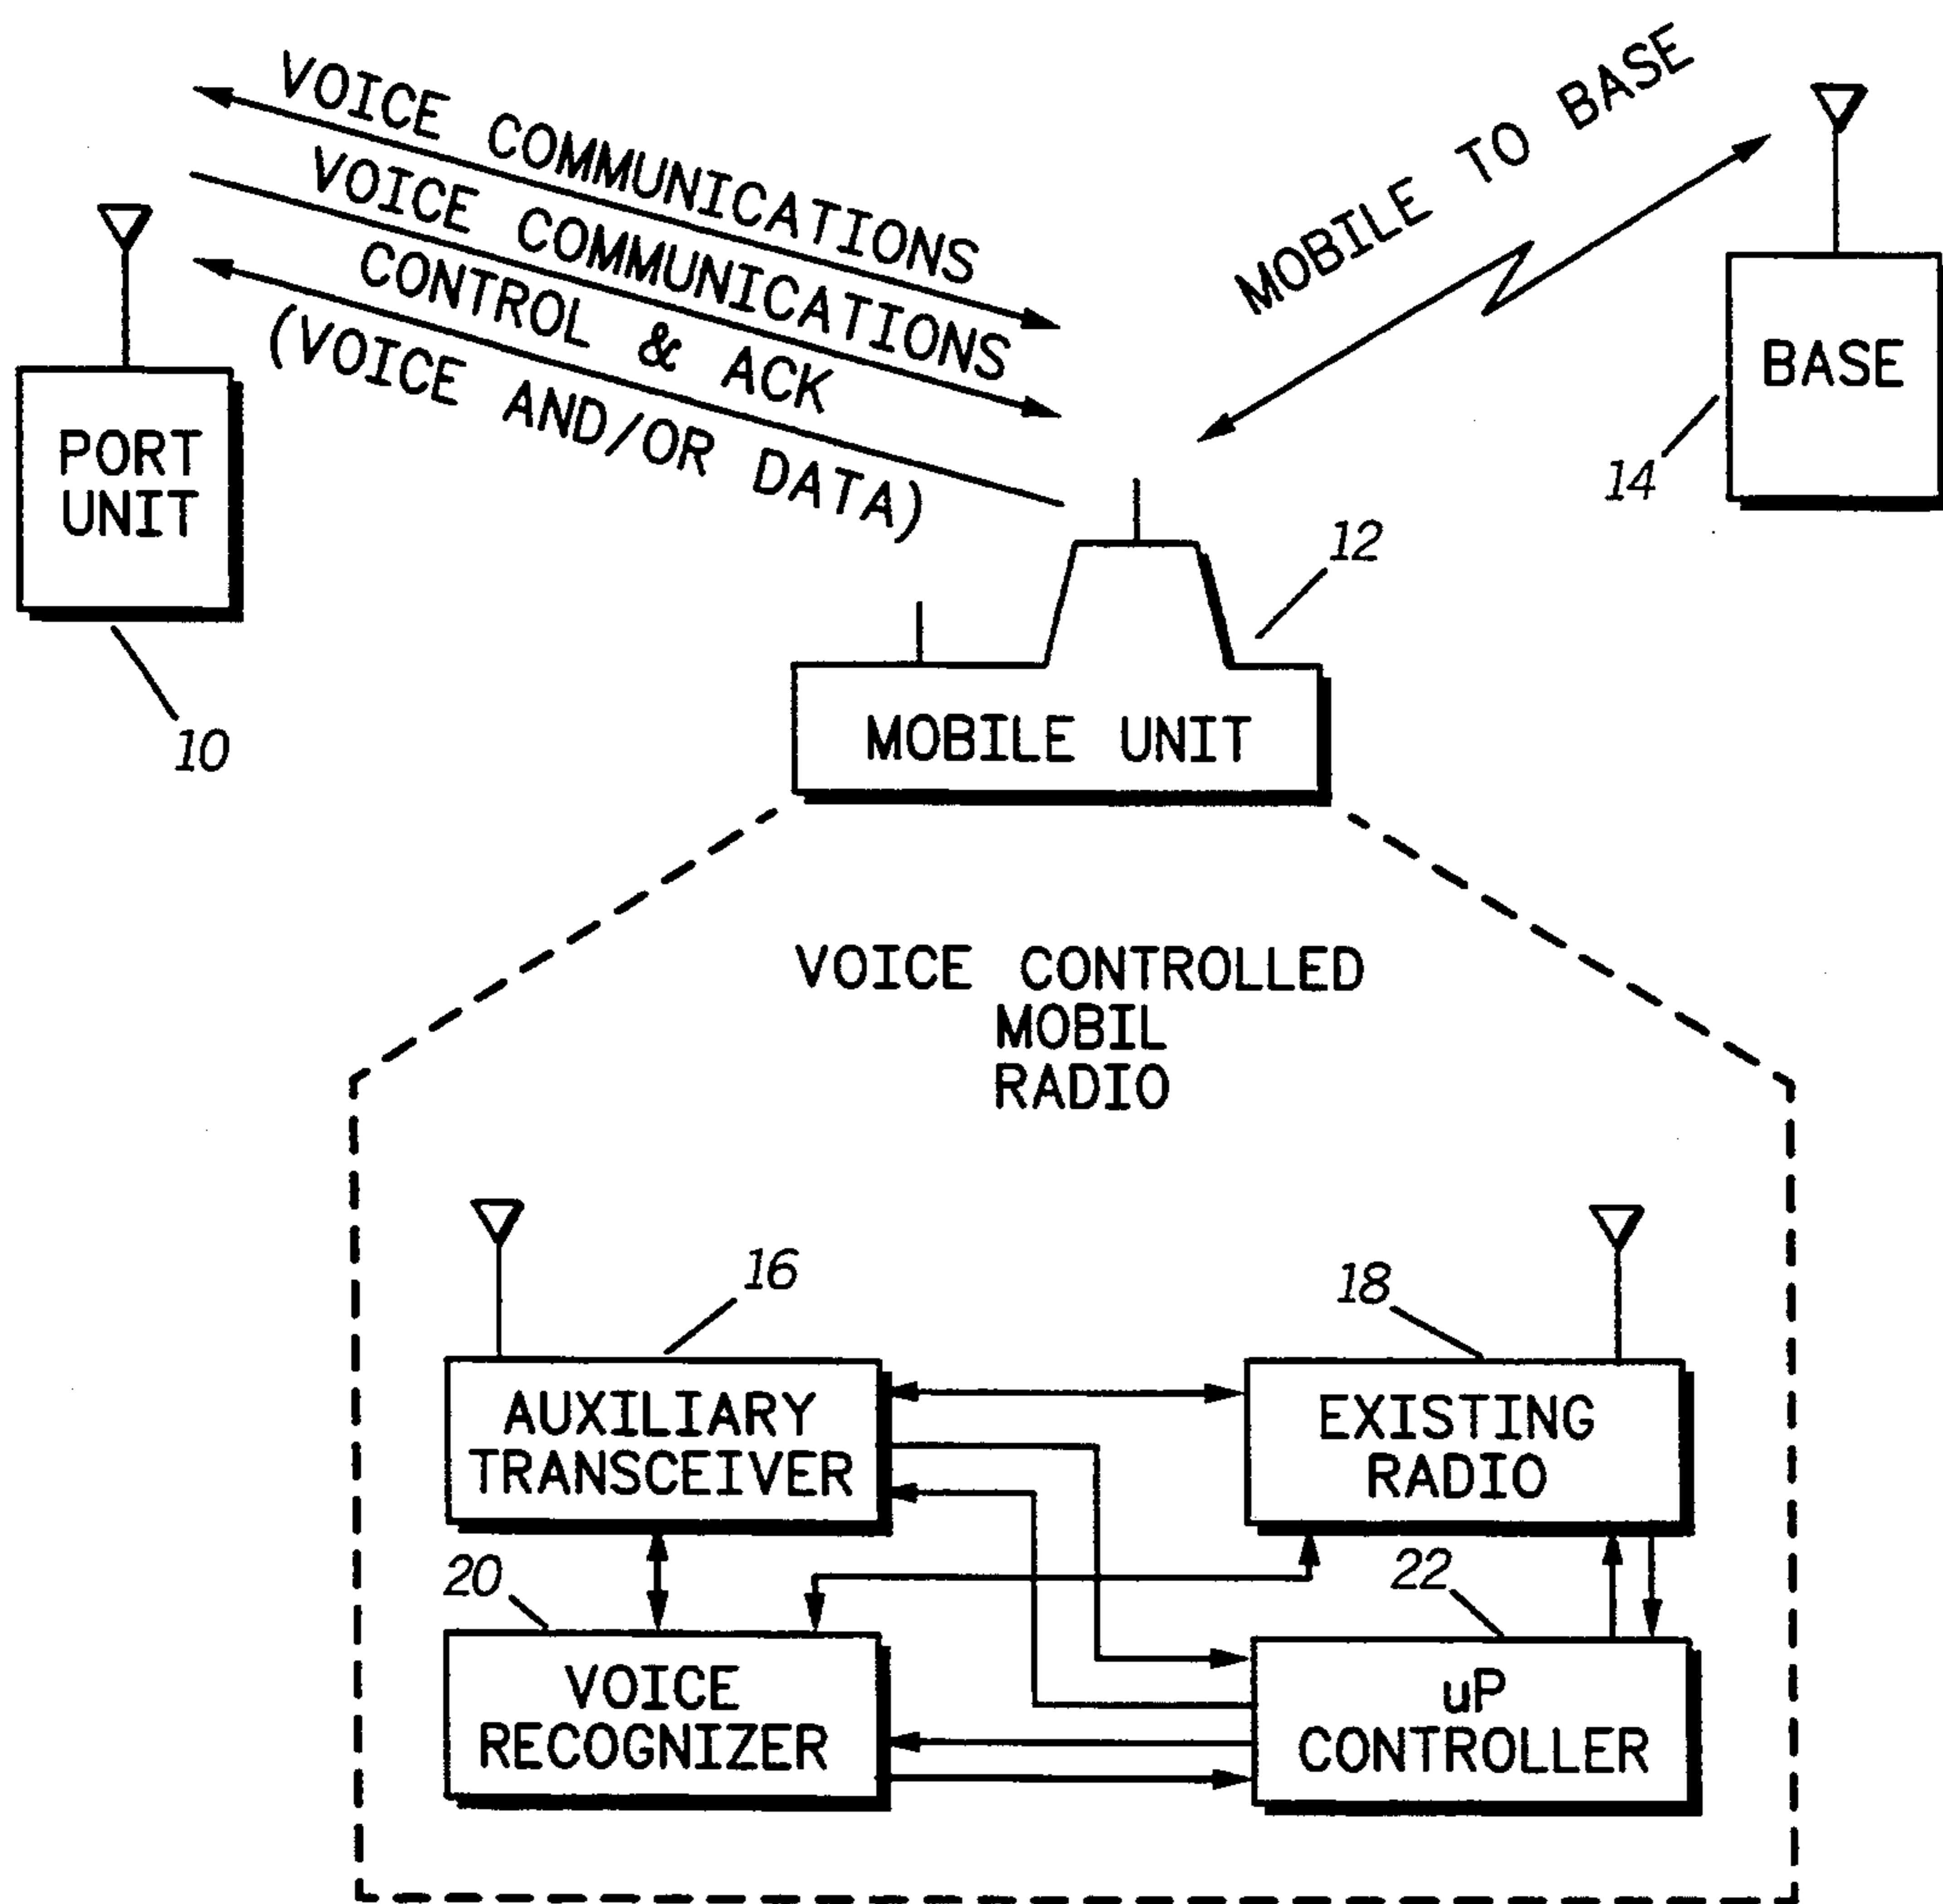 VOICE COMMUNICATIONS
VOICE COMMUNICATIONS
CONTROL & ACK
(VOICE AND/OR DATA)
MOBILE TO BASE
PORT
UNIT
10
BASE
14
12
MOBILE UNIT
VOICE CONTROLLED
MOBIL
RADIO
16
18
AUXILIARY
TRANSCEIVER
EXISTING
RADIO
20
22
VOICE
RECOGNIZER
uP
CONTROLLER